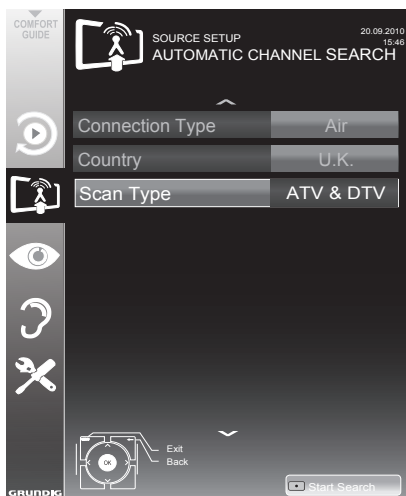 COMFORT
GUIDE
SOURCE SETUP
20.09.2010
15:46
AUTOMATIC CHANNEL SEARCH
Connection Type Air
Country U.K.
Scan Type ATV & DTV
Exit
Back
OK
Start Search
GRUNDIG